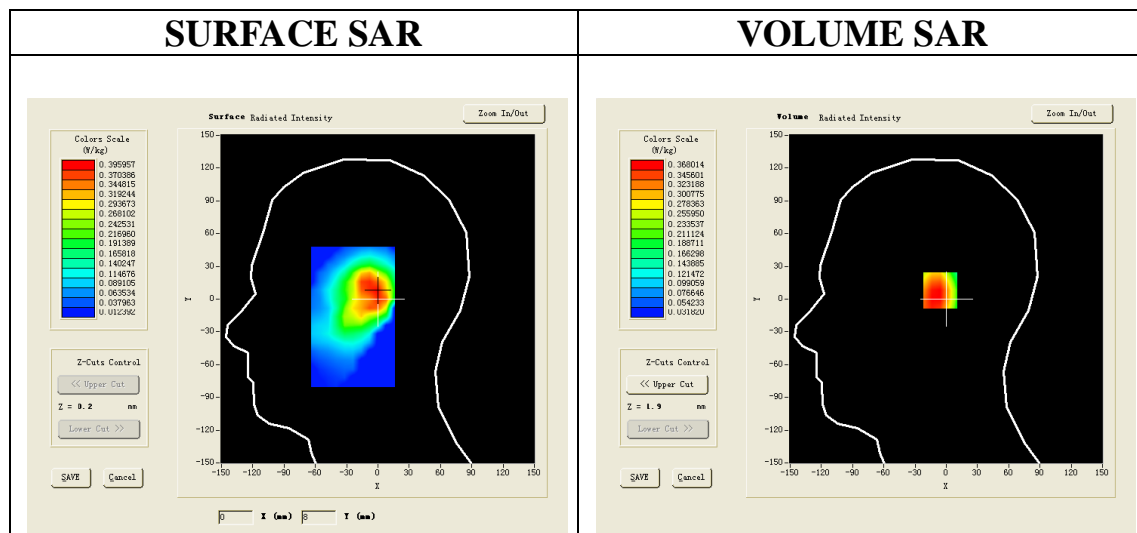 SURFACE SAR
VOLUME SAR
Surface Radiated Intensity
Zoom In/Out
Colors Scale
(W/kg)
0.395957
0.370386
0.344815
0.319244
0.293673
0.268102
0.242531
0.216960
0.191389
0.165818
0.140247
0.114676
0.089105
0.063534
0.037963
0.012392
150
120
90
60
30
0
-30
-60
-90
-120
-150
Y
-150 -120 -90 -60 -30 0 30 60 90 120 150
X
Z-Cuts Control
<< Upper Cut
Z = 0.2 mm
Lower Cut >>
SAVE
Cancel
0 X (mm) 8 Y (mm)
Volume Radiated Intensity
Zoom In/Out
Colors Scale
(W/kg)
0.368014
0.345601
0.323188
0.300775
0.278363
0.255950
0.233537
0.211124
0.188711
0.166298
0.143885
0.121472
0.099059
0.076646
0.054233
0.031820
150
120
90
60
30
0
-30
-60
-90
-120
-150
Y
-150 -120 -90 -60 -30 0 30 60 90 120 150
X
Z-Cuts Control
<< Upper Cut
Z = 1.9 mm
Lower Cut >>
SAVE
Cancel